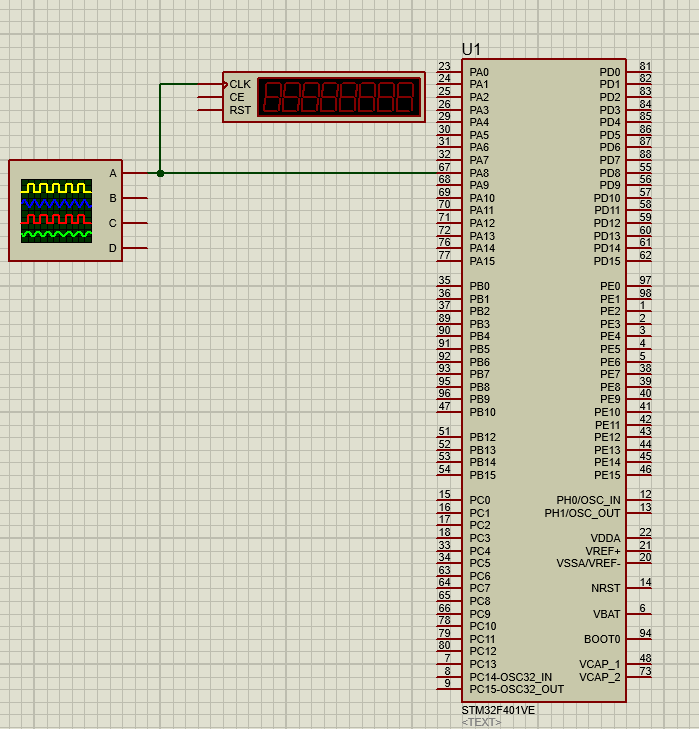 U1
CLK
CE
RST
A
B
C
D
23 PA0 PD0 81
24 PA1 PD1 82
25 PA2 PD2 83
26 PA3 PD3 84
29 PA4 PD4 85
30 PA5 PD5 86
31 PA6 PD6 87
32 PA7 PD7 88
67 PA8 PD8 55
68 PA9 PD9 56
69 PA10 PD10 57
70 PA11 PD11 58
71 PA12 PD12 59
72 PA13 PD13 60
76 PA14 PD14 61
77 PA15 PD15 62
35 PB0 PE0 97
36 PB1 PE1 98
37 PB2 PE2 1
89 PB3 PE3 2
90 PB4 PE4 3
91 PB5 PE5 4
92 PB6 PE6 5
93 PB7 PE7 38
95 PB8 PE8 39
96 PB9 PE9 40
47 PB10 PE10 41
PE11 42
51 PB12 PE12 43
52 PB13 PE13 44
53 PB14 PE14 45
54 PB15 PE15 46
15 PC0 PH0/OSC_IN 12
16 PC1 PH1/OSC_OUT 13
17 PC2
18 PC3 VDDA 22
33 PC4 VREF+ 21
34 PC5 VSSA/VREF- 20
63 PC6
64 PC7 NRST 14
65 PC8
66 PC9 VBAT 6
78 PC10
79 PC11 BOOT0 94
80 PC12
7 PC13 VCAP_1 48
8 PC14-OSC32_IN VCAP_2 73
9 PC15-OSC32_OUT
STM32F401VE
<TEXT>